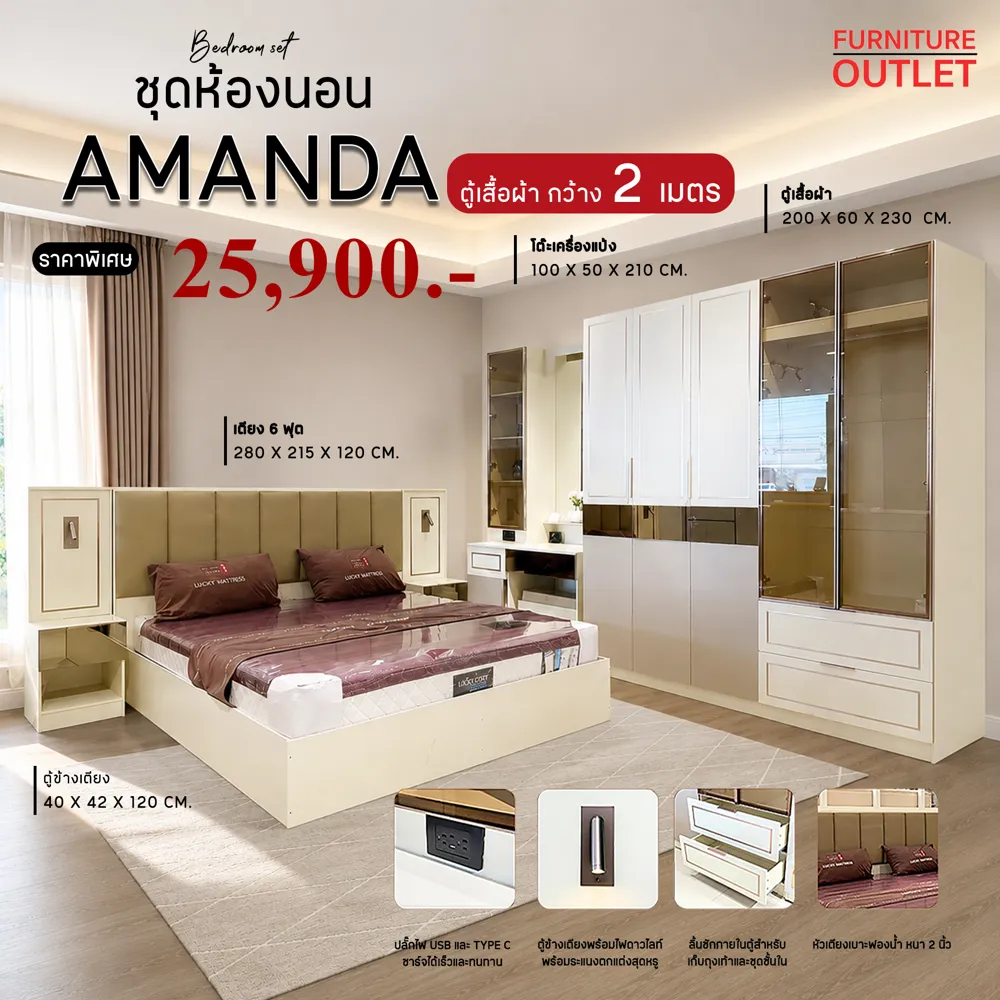 Bedroom set
ชุดห้องนอน
AMANDA
FURNITURE
OUTLET
ตู้เสื้อผ้า กว้าง 2 เมตร
ราคาพิเศษ
25,900.-
ตู้เสื้อผ้า
200 X 60 X 230 CM.
โต๊ะเครื่องแป้ง
100 X 50 X 210 CM.
เตียง 6 ฟุต
280 X 215 X 120 CM.
LUCKY MATTRESS
LUCKY MATTRESS
LUCKY COZY
ตู้ข้างเตียง
40 X 42 X 120 CM.
ปลั๊กไฟ USB และ TYPE C
ชาร์จได้เร็วและทนทาน
ตู้ข้างเตียงพร้อมไฟดาวไลท์
พร้อมระแนงตกแต่งสุดหรู
ลิ้นชักภายในตู้สำหรับ
เก็บถุงเท้าและชุดชั้นใน
หัวเตียงเบาะฟองน้ำ หนา 2 นิ้ว